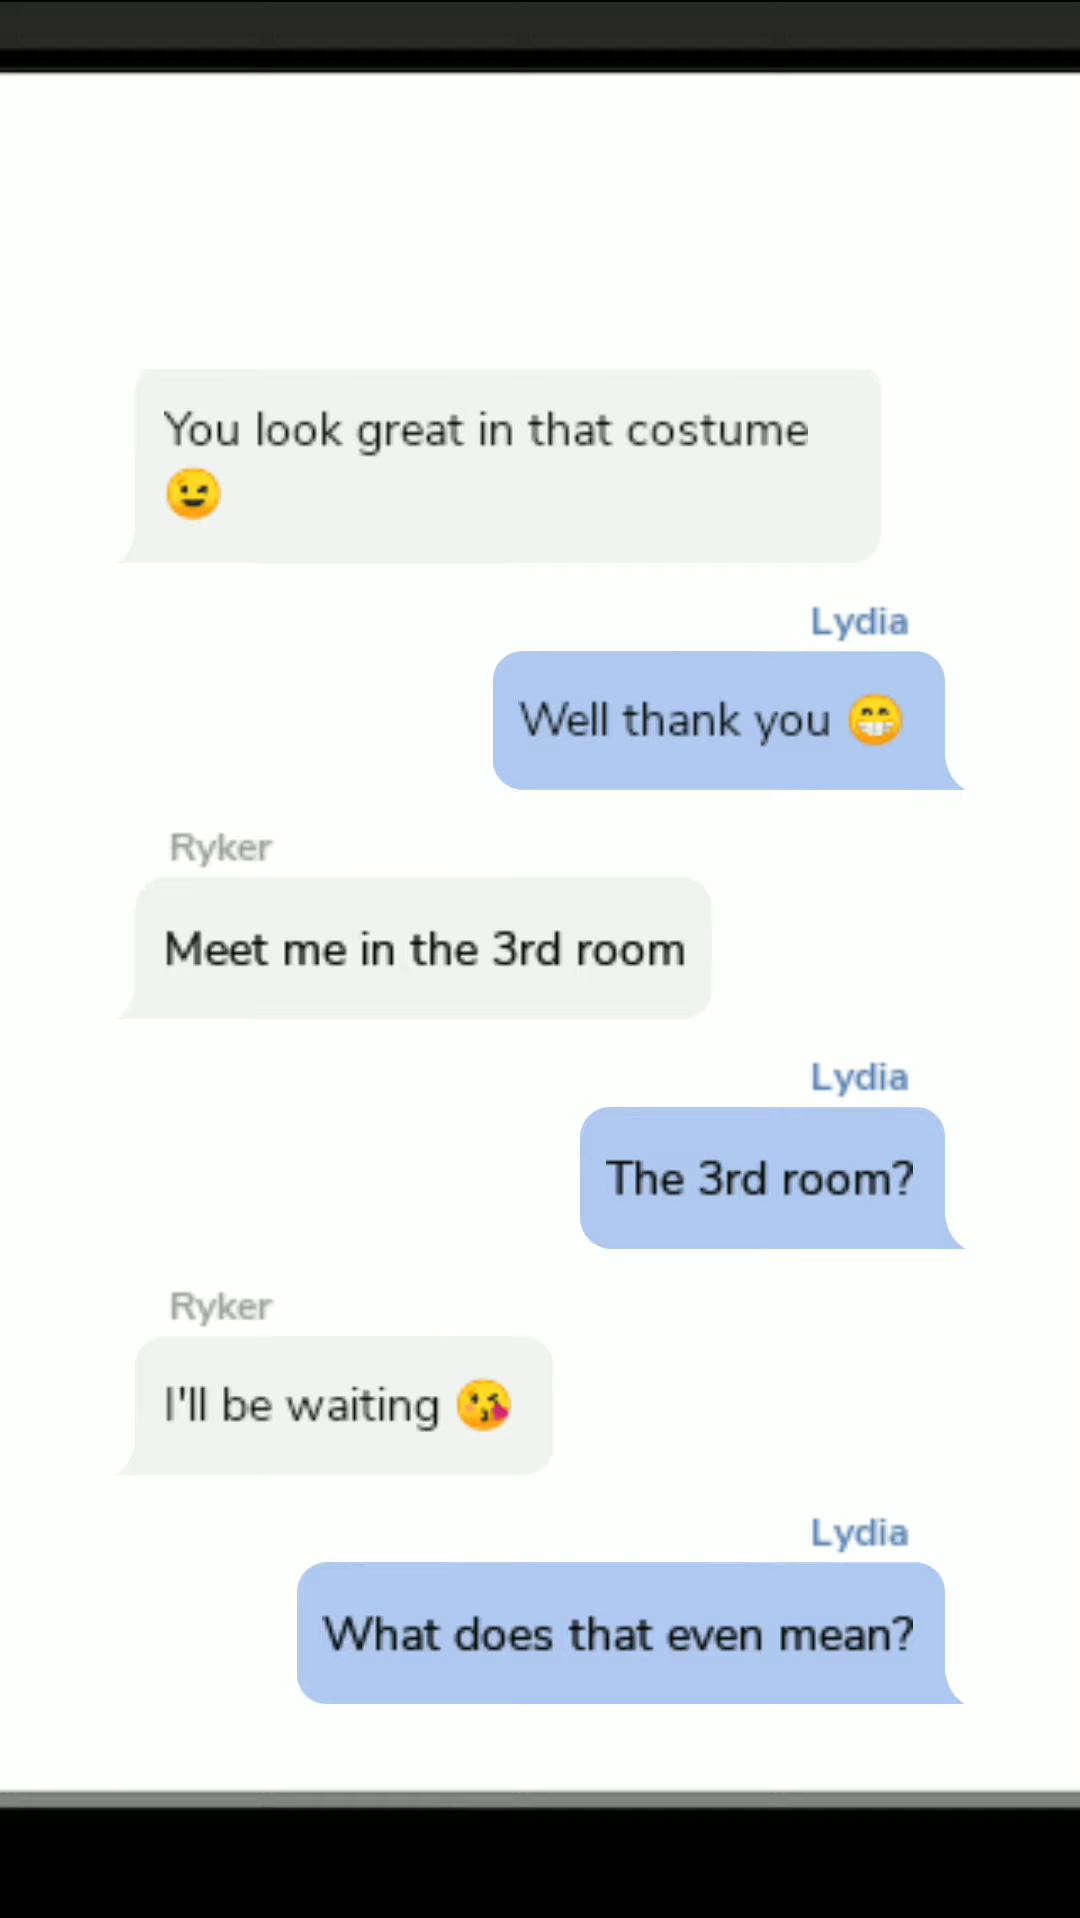 You look great in that costume
😉
Lydia
Well thank you 😁
Ryker
Meet me in the 3rd room
Lydia
The 3rd room?
Ryker
I'll be waiting 😘
Lydia
What does that even mean?